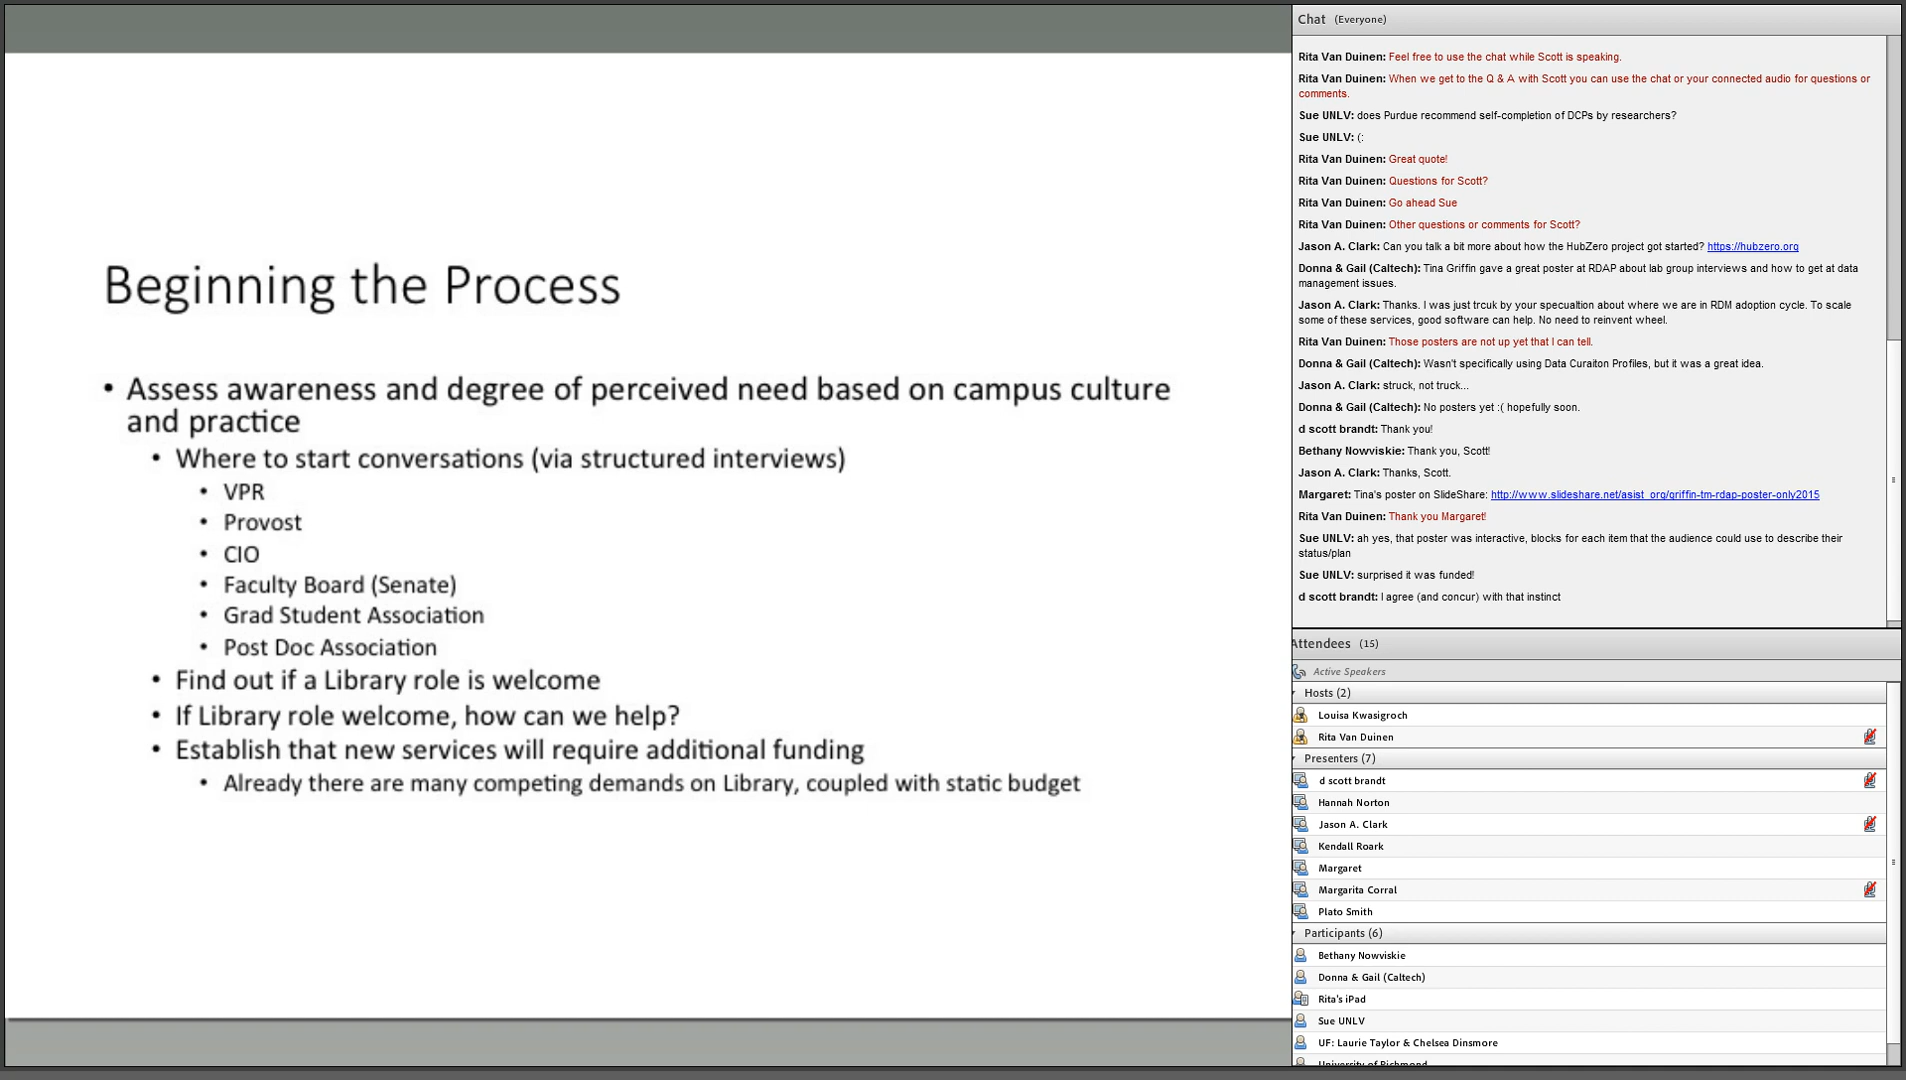 Beginning the Process
• Assess awareness and degree of perceived need based on campus culture
and practice
• Where to start conversations (via structured interviews)
• VPR
• Provost
• CIO
• Faculty Board (Senate)
• Grad Student Association
• Post Doc Association
• Find out if a Library role is welcome
• If Library role welcome, how can we help?
• Establish that new services will require additional funding
• Already there are many competing demands on Library, coupled with static budget
Chat (Everyone)
Rita Van Duinen: Feel free to use the chat while Scott is speaking.
Rita Van Duinen: When we get to the Q & A with Scott you can use the chat or your connected audio for questions or
comments.
Sue UNLV: does Purdue recommend self-completion of DCPs by researchers?
Sue UNLV: (:
Rita Van Duinen: Great quote!
Rita Van Duinen: Questions for Scott?
Rita Van Duinen: Go ahead Sue
Rita Van Duinen: Other questions or comments for Scott?
Jason A. Clark: Can you talk a bit more about how the HubZero project got started? https://hubzero.org
Donna & Gail (Caltech): Tina Griffin gave a great poster at RDAP about lab group interviews and how to get at data
management issues.
Jason A. Clark: Thanks. I was just trcuk by your specualtion about where we are in RDM adoption cycle. To scale
some of these services, good software can help. No need to reinvent wheel.
Rita Van Duinen: Those posters are not up yet that I can tell.
Donna & Gail (Caltech): Wasn't specifically using Data Curaiton Profiles, but it was a great idea.
Jason A. Clark: struck, not truck...
Donna & Gail (Caltech): No posters yet :( hopefully soon.
d scott brandt: Thank you!
Bethany Nowviskie: Thank you, Scott!
Jason A. Clark: Thanks, Scott.
Margaret: Tina's poster on SlideShare: http://www.slideshare.net/asist_org/griffin-tm-rdap-poster-only2015
Rita Van Duinen: Thank you Margaret!
Sue UNLV: ah yes, that poster was interactive, blocks for each item that the audience could use to describe their
status/plan
Sue UNLV: surprised it was funded!
d scott brandt: I agree (and concur) with that instinct
Attendees (15)
Active Speakers
Hosts (2)
Louisa Kwasigroch
Rita Van Duinen
Presenters (7)
d scott brandt
Hannah Norton
Jason A. Clark
Kendall Roark
Margaret
Margarita Corral
Plato Smith
Participants (6)
Bethany Nowviskie
Donna & Gail (Caltech)
Rita's iPad
Sue UNLV
UF: Laurie Taylor & Chelsea Dinsmore
University of Richmond